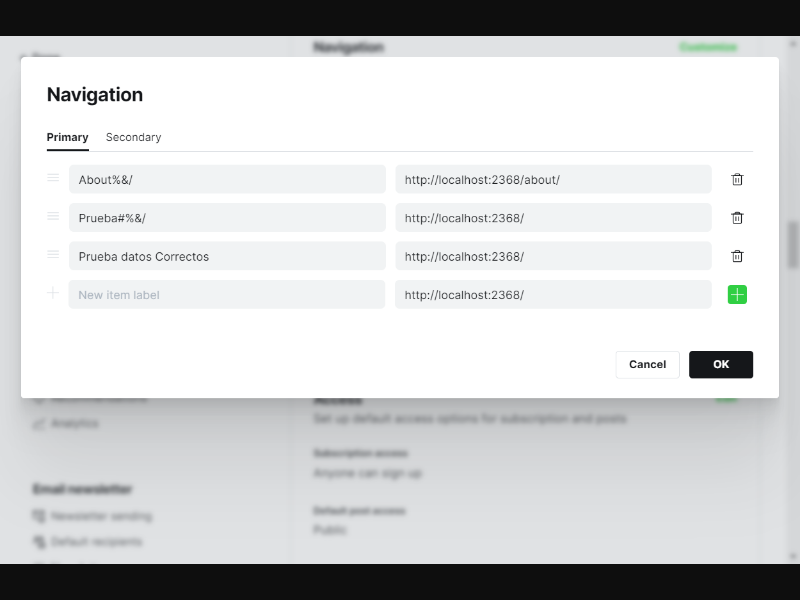 Navigation
Customize
Navigation
Primary Secondary
About%&/ http://localhost:2368/about/
Prueba#%&/ http://localhost:2368/
Prueba datos Correctos http://localhost:2368/
New item label http://localhost:2368/
Cancel OK
Analytics
Access
Set up default access options for subscription and posts
Subscription access
Anyone can sign up
Email newsletter
Default post access
Newsletter sending
Public
Default recipients